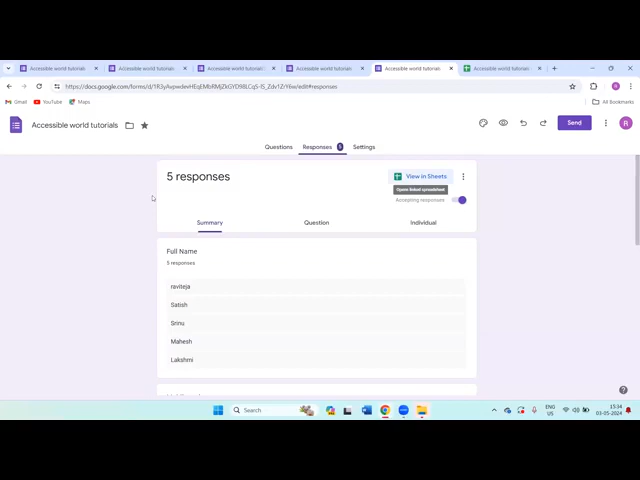 Accessible world tutorials
Accessible world tutorials
Accessible world tutorials
Accessible world tutorials
Accessible world tutorials
Accessible world tutorials
Gmail
YouTube
Maps
All Bookmarks
Accessible world tutorials
Send
R
Questions
Responses
5
Settings
5 responses
View in Sheets
Opens linked spreadsheet
Accepting responses
Summary
Question
Individual
Full Name
5 responses
raviteja
Satish
Srinu
Mahesh
Lakshmi
Search
ENG
US
15:34
03-05-2024